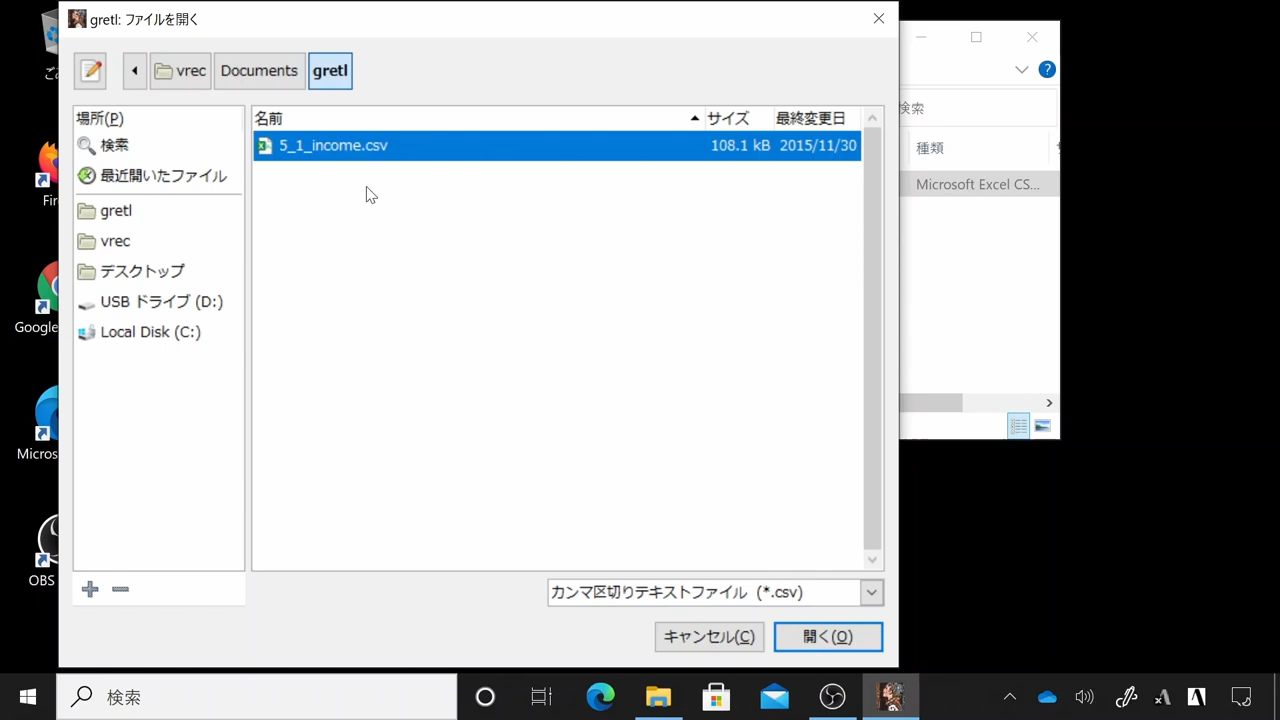 gretl: ファイルを開く
vrec
Documents
gretl
場所(P)
検索
最近開いたファイル
gretl
vrec
デスクトップ
USB ドライブ (D:)
Local Disk (C:)
名前
サイズ
最終変更日
5_1_income.csv
108.1 kB
2015/11/30
カンマ区切りテキストファイル (*.csv)
キャンセル(C)
開く(O)
検索
種類
Microsoft Excel CS...
Google
Micros
OBS
検索